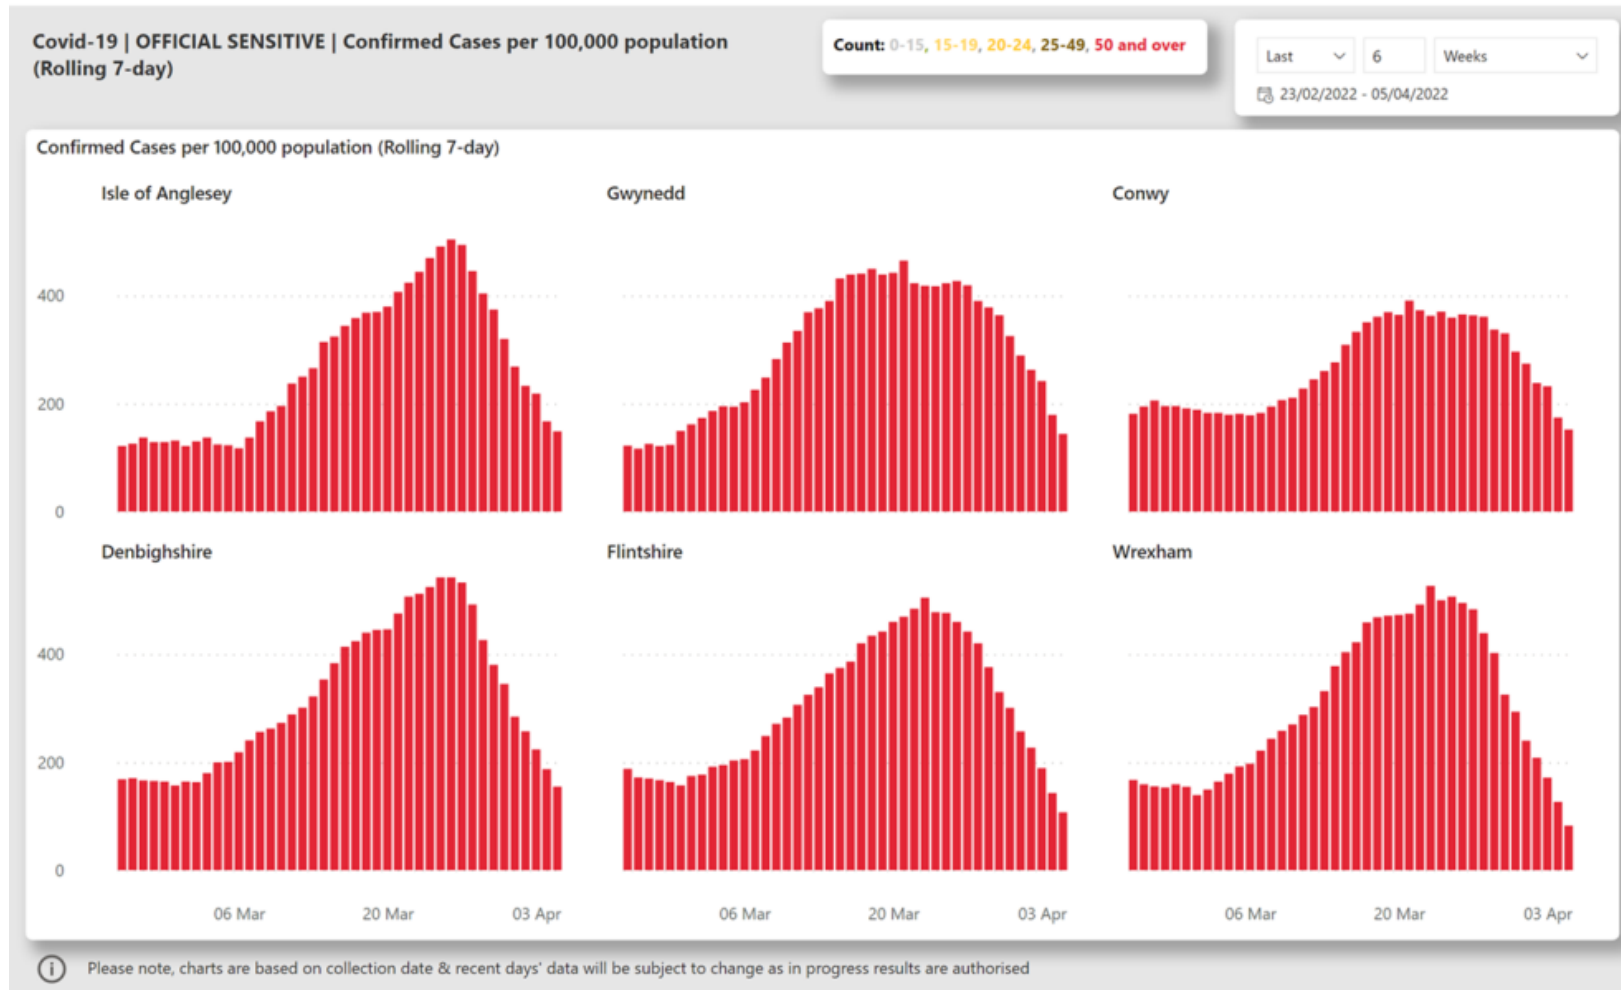 Covid-19 | OFFICIAL SENSITIVE | Confirmed Cases per 100,000 population
(Rolling 7-day)
Count: 0-15, 15-19, 20-24, 25-49, 50 and over
Last 6 Weeks
23/02/2022 - 05/04/2022
Confirmed Cases per 100,000 population (Rolling 7-day)
Isle of Anglesey Gwynedd Conwy
400
200
0
Denbighshire Flintshire Wrexham
400
200
0
06 Mar 20 Mar 03 Apr 06 Mar 20 Mar 03 Apr 06 Mar 20 Mar 03 Apr
Please note, charts are based on collection date & recent days' data will be subject to change as in progress results are authorised